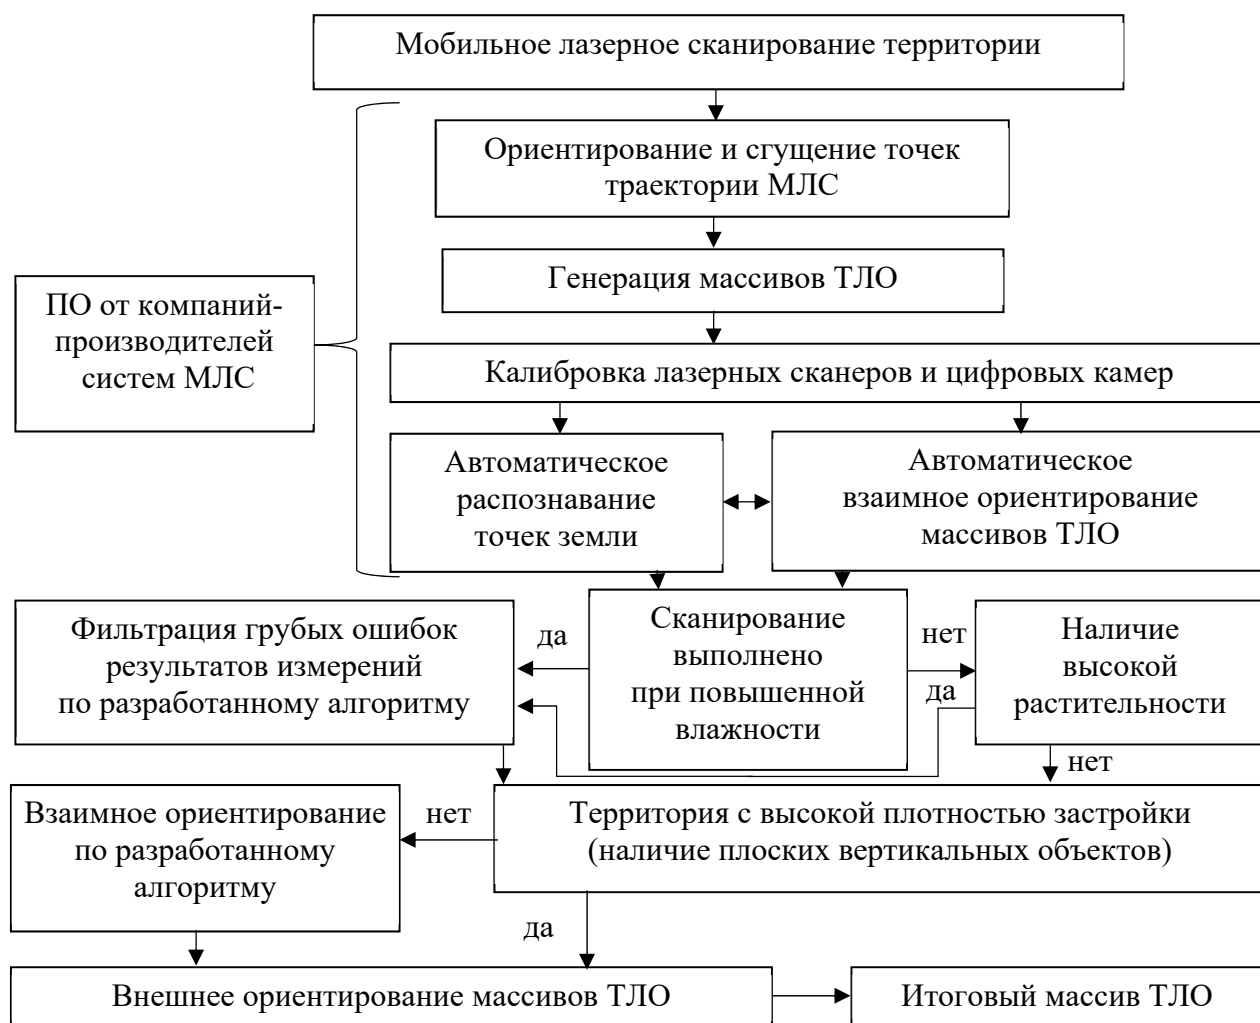 Мобильное лазерное сканирование территории
Ориентирование и сгущение точек
траектории МЛС
Генерация массивов ТЛО
ПО от компаний-
производителей
систем МЛС
Калибровка лазерных сканеров и цифровых камер
Автоматическое
распознавание
точек земли
Автоматическое
взаимное ориентирование
массивов ТЛО
Фильтрация грубых ошибок
результатов измерений
по разработанному алгоритму
да
Сканирование
выполнено
при повышенной
влажности
нет
да
Наличие
высокой
растительности
нет
Взаимное ориентирование
по разработанному
алгоритму
нет
Территория с высокой плотностью застройки
(наличие плоских вертикальных объектов)
да
Внешнее ориентирование массивов ТЛО
Итоговый массив ТЛО